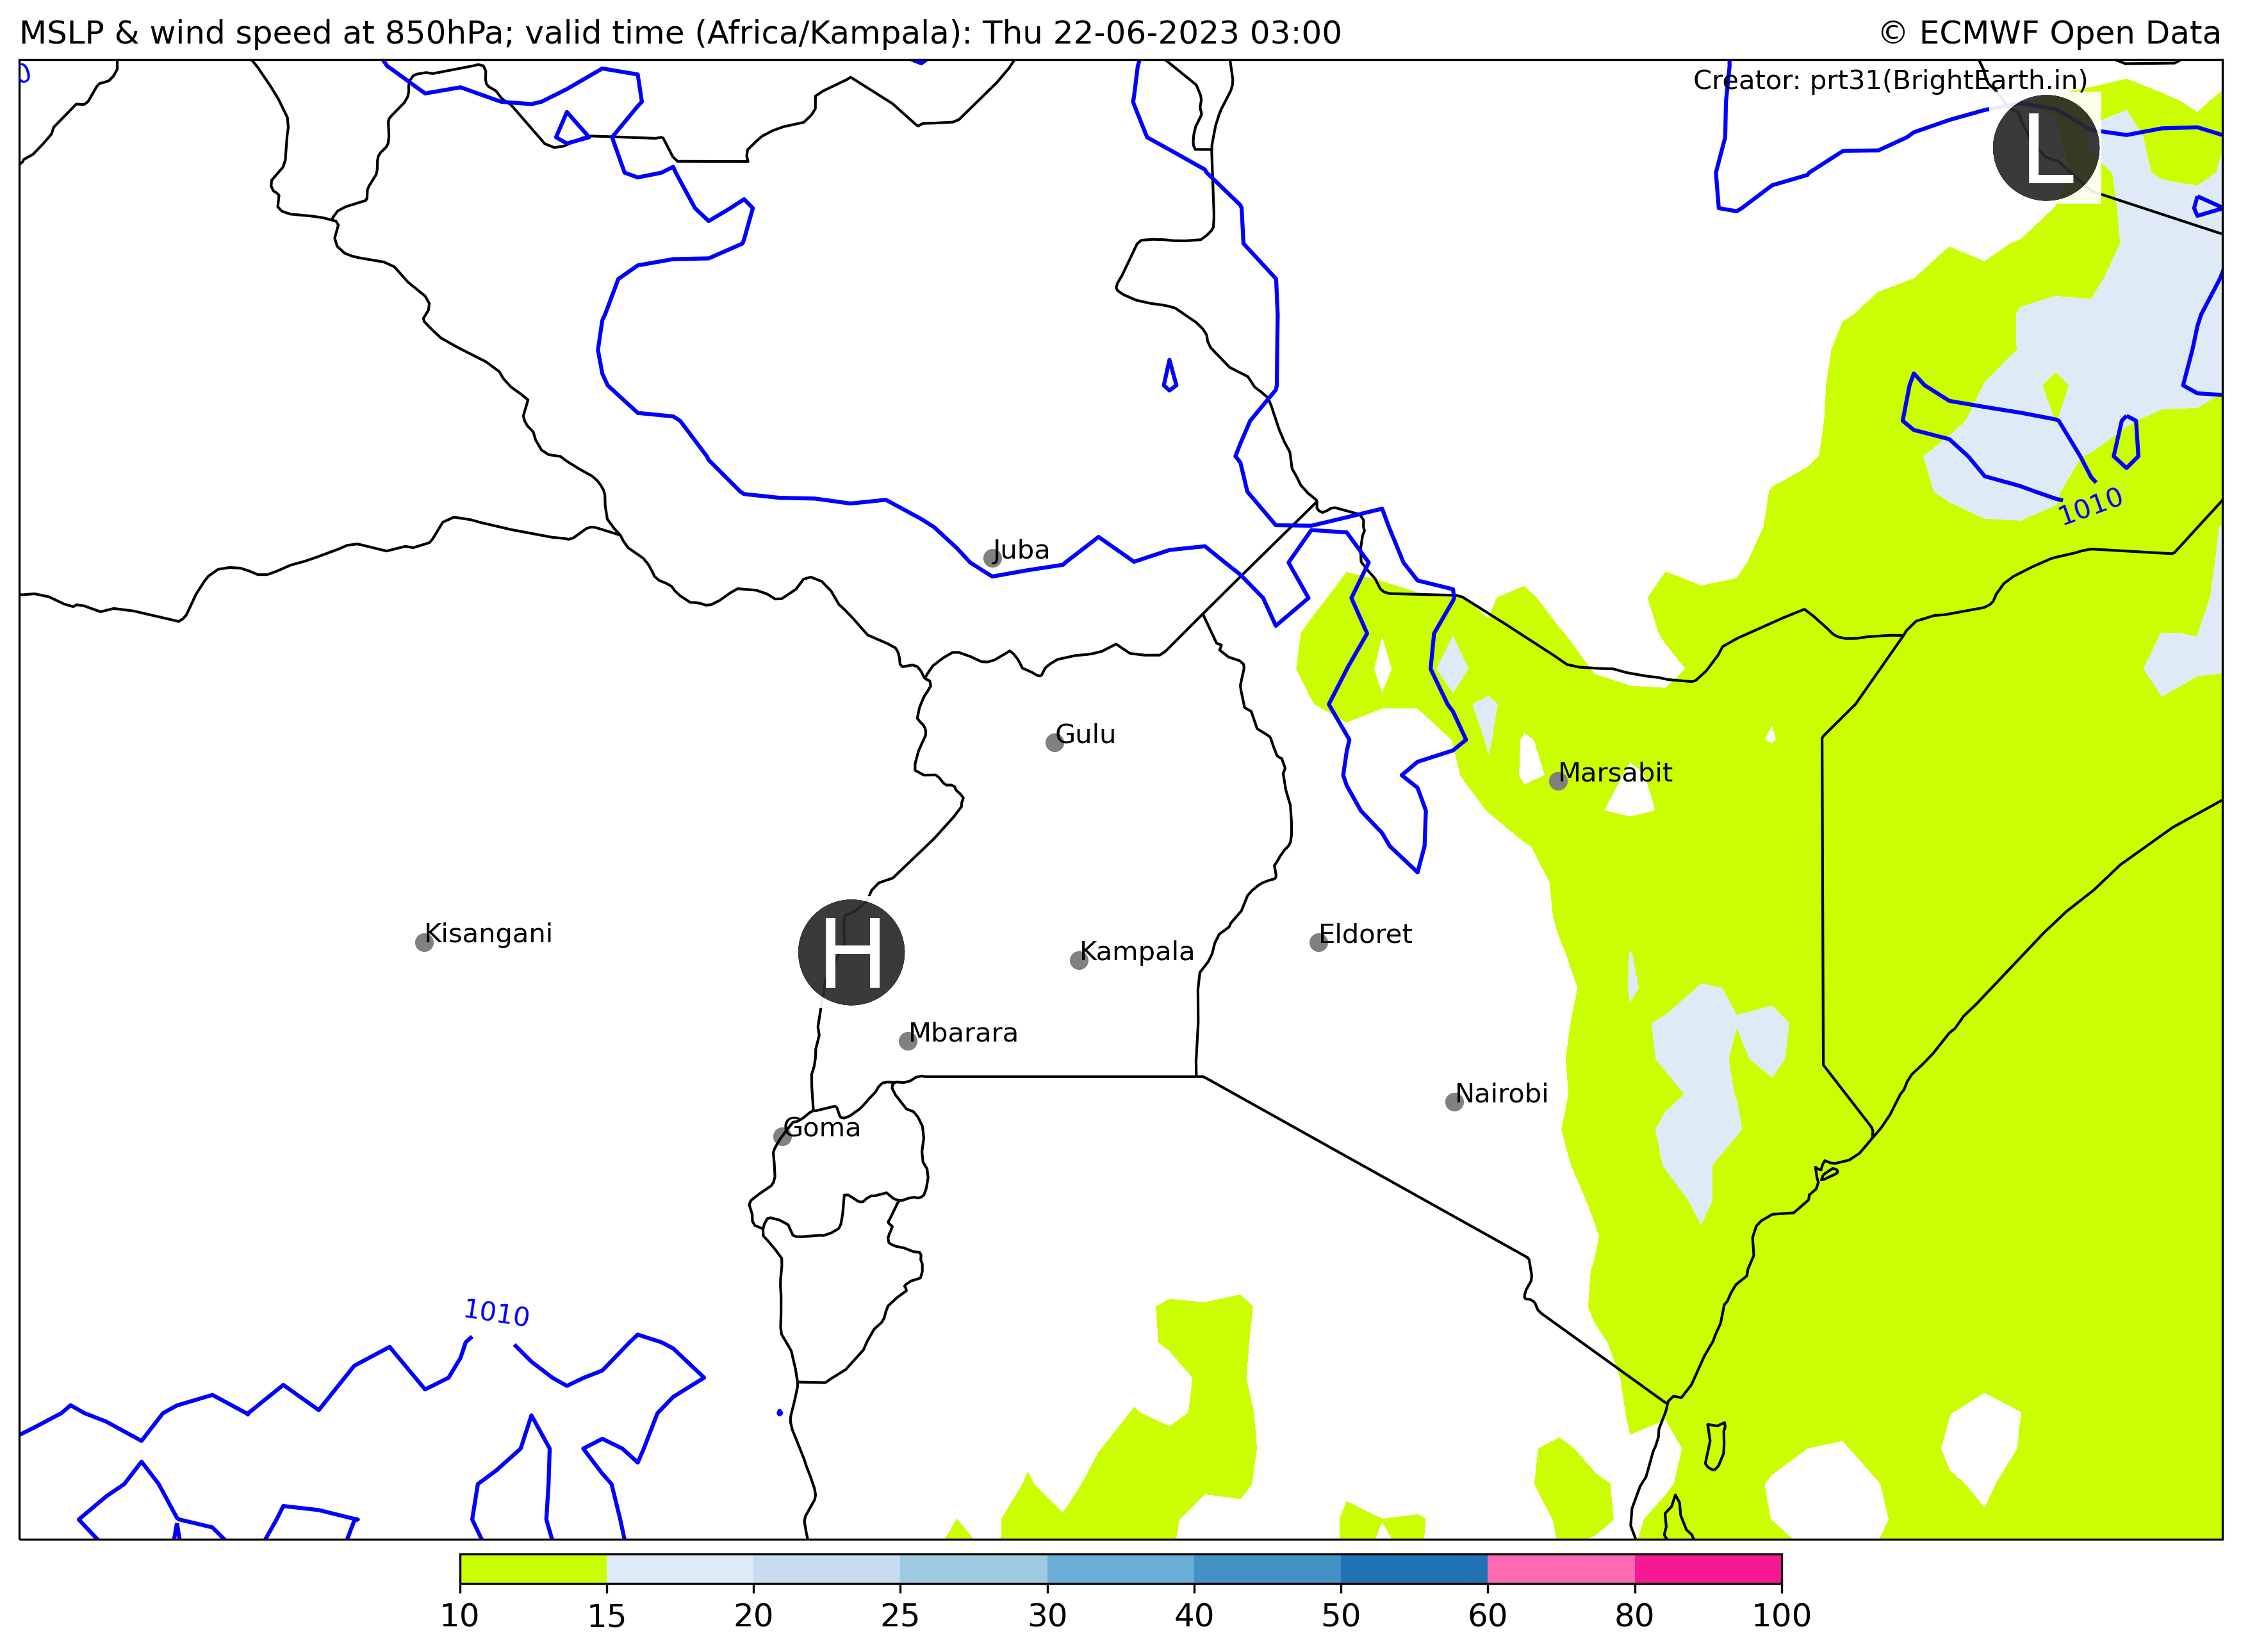 MSLP & wind speed at 850hPa; valid time (Africa/Kampala): Thu 22-06-2023 03:00
© ECMWF Open Data
0
Creator: prt31(BrightEarth.in)
L
1010
Juba
Gulu
Marsabit
Kisangani
Eldoret
H
Kampala
Mbarara
Nairobi
Goma
1010
10 15 20 25 30 40 50 60 80 100